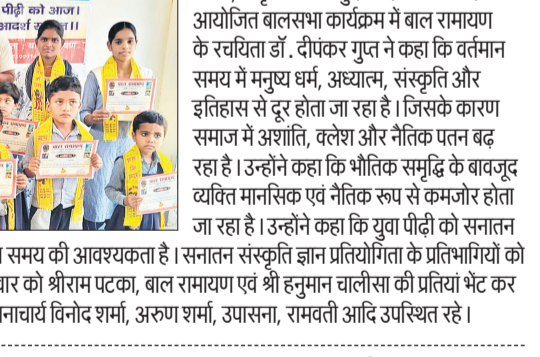 पीढ़ी को आज।
आयोजित बालसभा कार्यक्रम में बाल रामायण
के रचयिता डॉ. दीपंकर गुप्त ने कहा कि वर्तमान
समय में मनुष्य धर्म, अध्यात्म, संस्कृति और
इतिहास से दूर होता जा रहा है। जिसके कारण
समाज में अशांति, क्लेश और नैतिक पतन बढ़
रहा है। उन्होंने कहा कि भौतिक समृद्धि के बावजूद
व्यक्ति मानसिक एवं नैतिक रूप से कमजोर होता
जा रहा है। उन्होंने कहा कि युवा पीढ़ी को सनातन
समय की आवश्यकता है। सनातन संस्कृति ज्ञान प्रतियोगिता के प्रतिभागियों को
वार को श्रीराम पटका, बाल रामायण एवं श्री हनुमान चालीसा की प्रतियां भेंट कर
नाचार्य विनोद शर्मा, अरुण शर्मा, उपासना, रामवती आदि उपस्थित रहे।